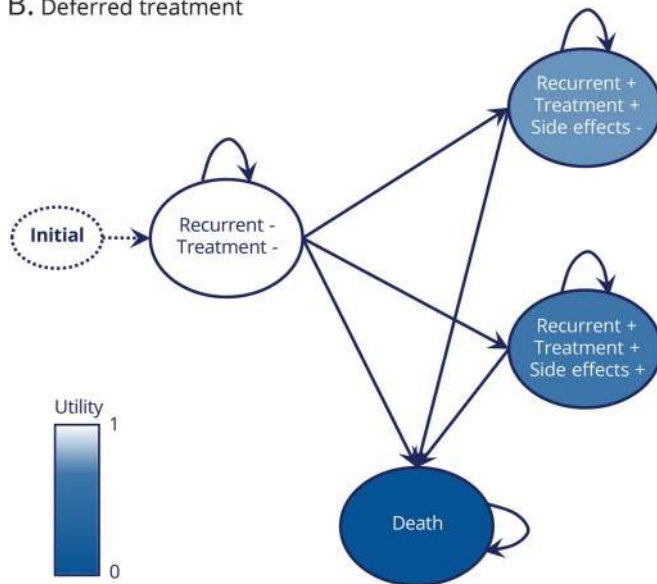 B. Deferred treatment
Recurrent +
Treatment +
Side effects -
Recurrent -
Treatment -
Initial
Recurrent +
Treatment +
Side effects +
Utility
1
0
Death